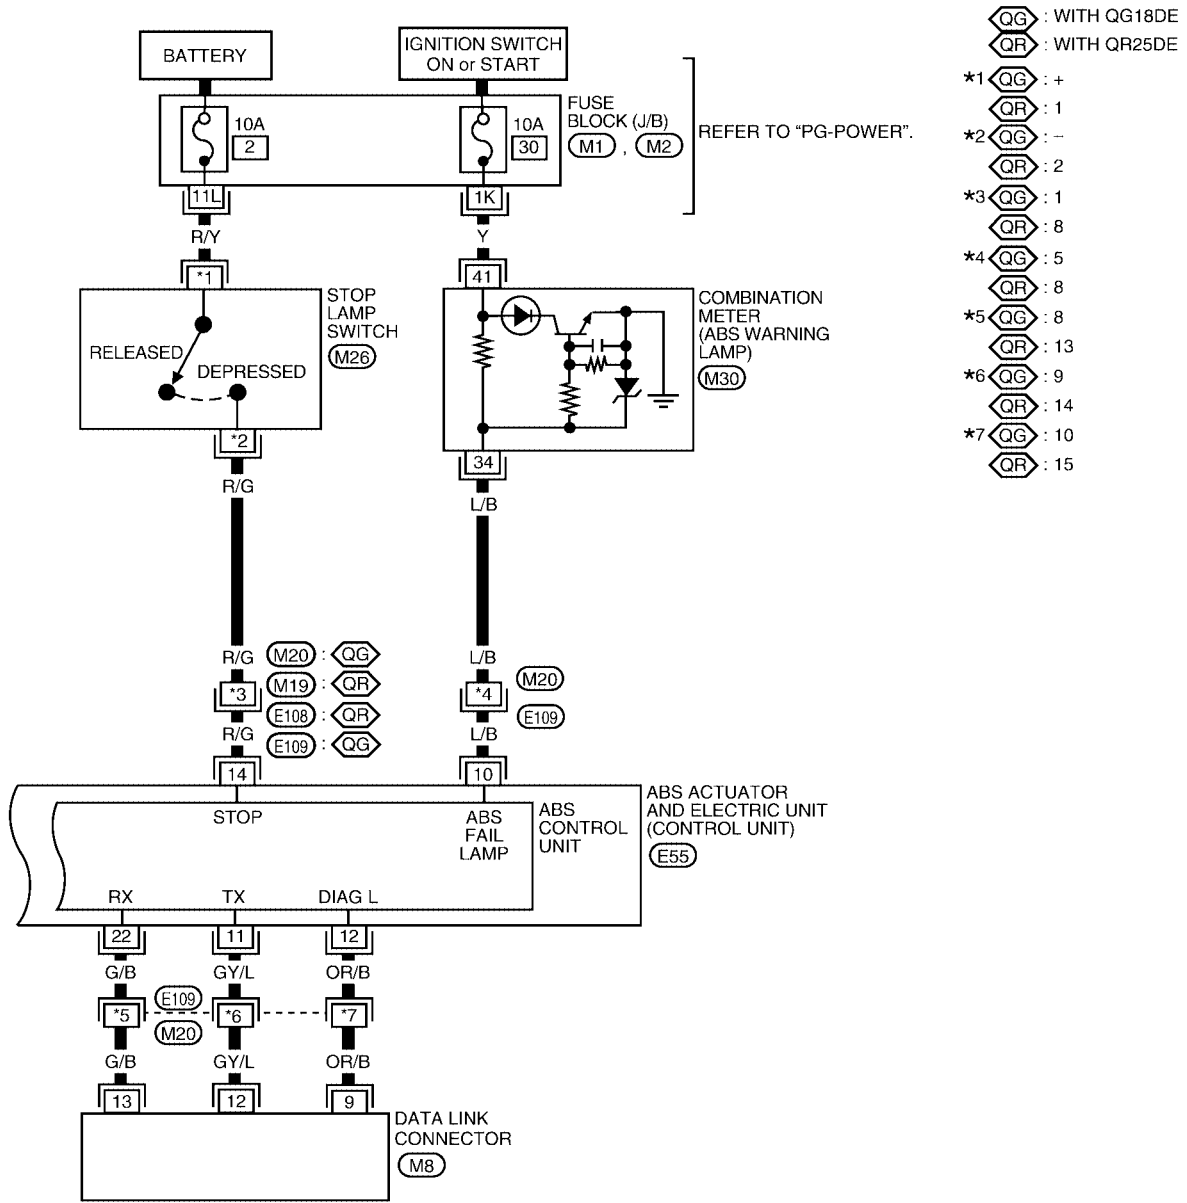 BATTERY
IGNITION SWITCH
ON or START
10A
2
10A
30
FUSE
BLOCK (J/B)
M1 , M2
REFER TO “PG-POWER”.
11L
1K
R/Y
Y
*1
41
STOP
LAMP
SWITCH
M26
RELEASED
DEPRESSED
COMBINATION
METER
(ABS WARNING
LAMP)
M30
*2
34
R/G
L/B
R/G
M20 : QG
M19 : QR
E108 : QR
E109 : QG
*3
R/G
L/B
*4
M20
E109
L/B
14
10
STOP
ABS
FAIL
LAMP
ABS
CONTROL
UNIT
ABS ACTUATOR
AND ELECTRIC UNIT
(CONTROL UNIT)
E55
RX
TX
DIAG L
22
11
12
G/B
GY/L
OR/B
E109
*5
*6
*7
M20
G/B
GY/L
OR/B
13
12
9
DATA LINK
CONNECTOR
M8
QG : WITH QG18DE
QR : WITH QR25DE
*1 QG : +
QR : 1
*2 QG : −
QR : 2
*3 QG : 1
QR : 8
*4 QG : 5
QR : 8
*5 QG : 8
QR : 13
*6 QG : 9
QR : 14
*7 QG : 10
QR : 15